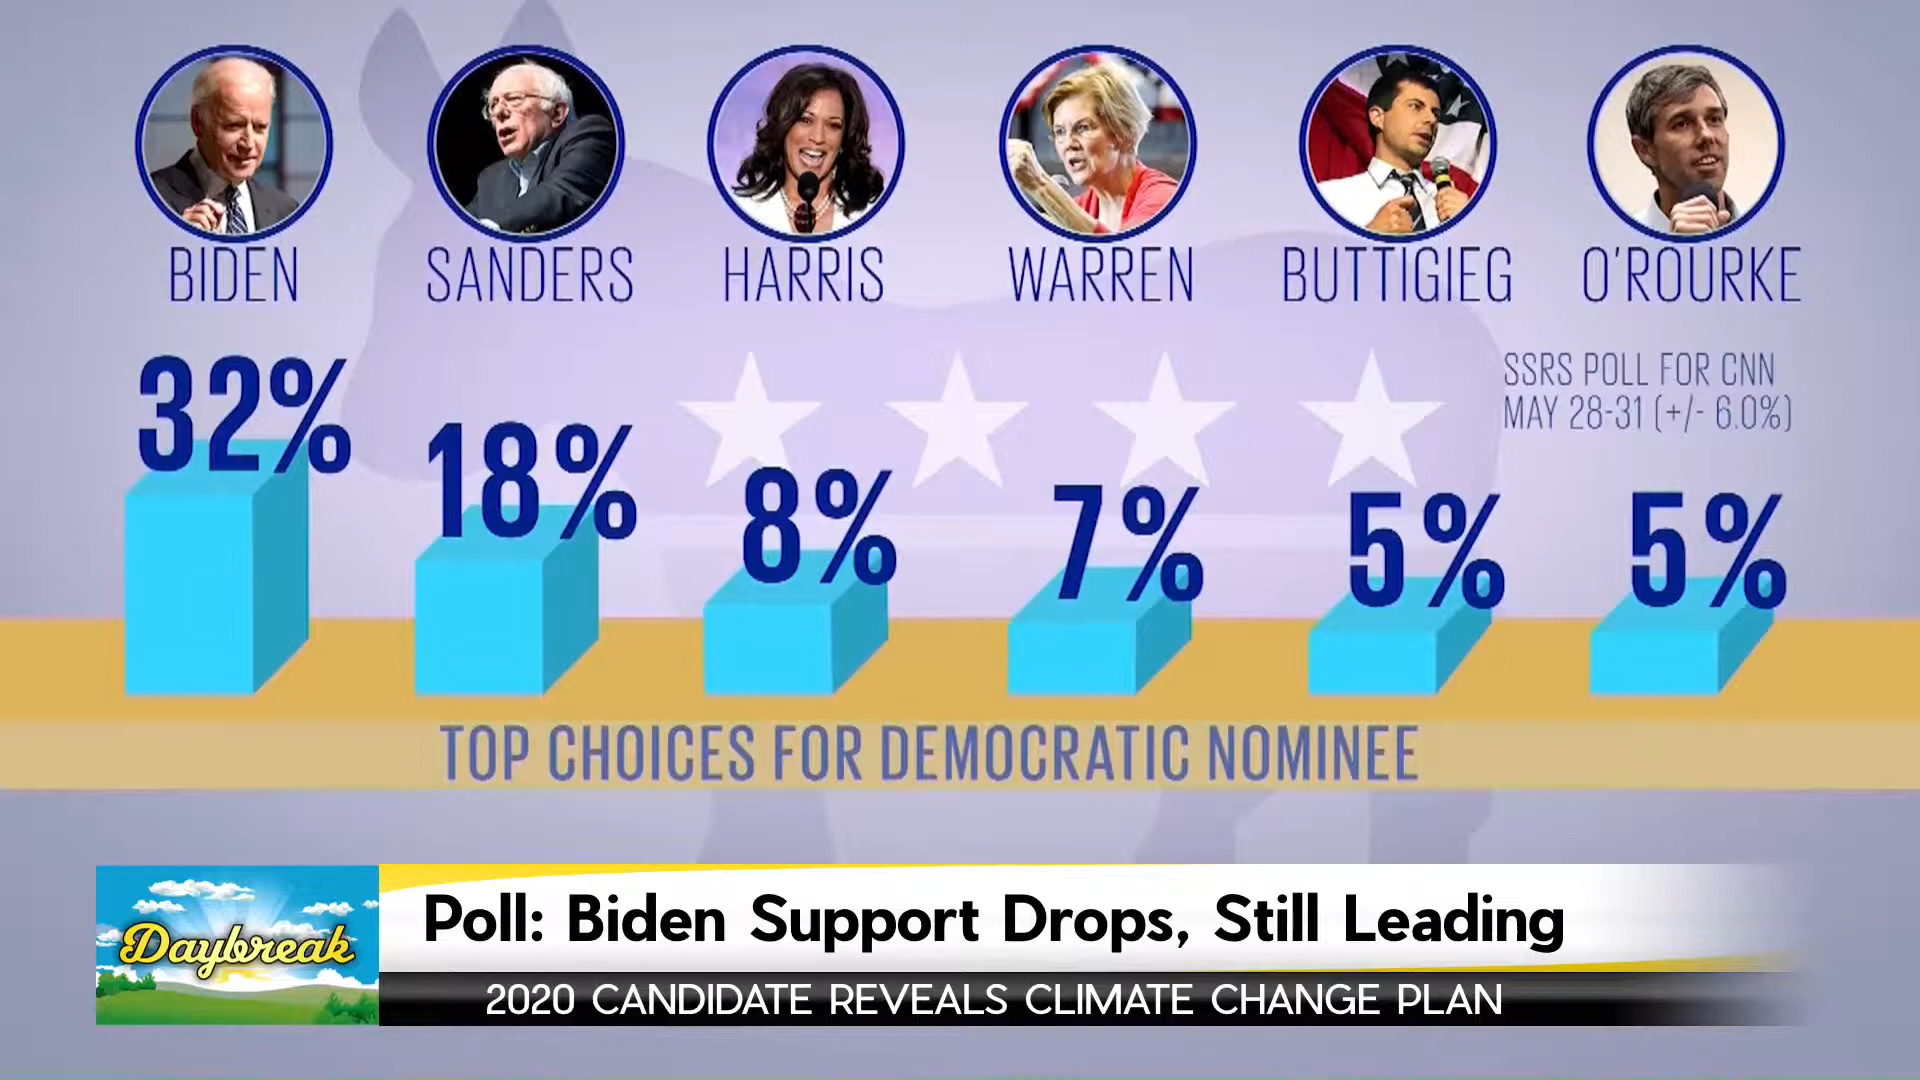 BIDEN SANDERS HARRIS WARREN BUTTIGIEG O'ROURKE
32% 18% 8% 7% 5% 5%
SSRS POLL FOR CNN
MAY 28-31 (+/- 6.0%)
TOP CHOICES FOR DEMOCRATIC NOMINEE
Daybreak
Poll: Biden Support Drops, Still Leading
2020 CANDIDATE REVEALS CLIMATE CHANGE PLAN